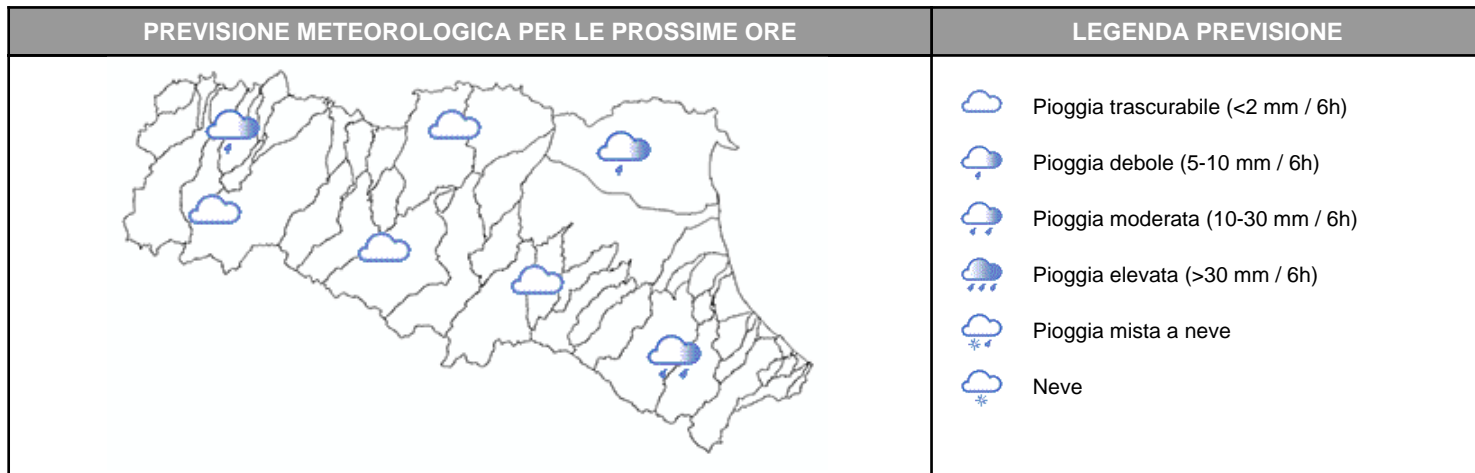 PREVISIONE METEOROLOGICA PER LE PROSSIME ORE
LEGENDA PREVISIONE
Pioggia trascurabile (<2 mm / 6h)
Pioggia debole (5-10 mm / 6h)
Pioggia moderata (10-30 mm / 6h)
Pioggia elevata (>30 mm / 6h)
Pioggia mista a neve
Neve